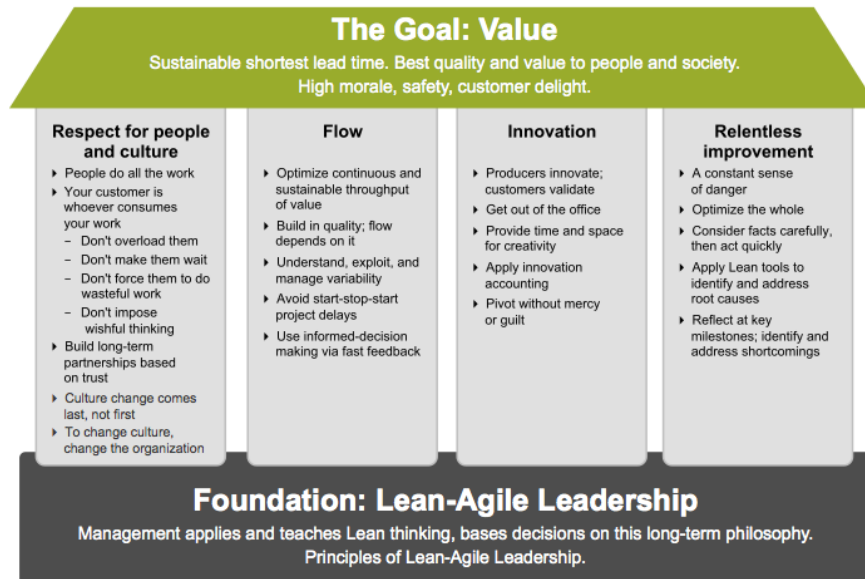 The Goal: Value
Sustainable shortest lead time. Best quality and value to people and society.
High morale, safety, customer delight.
Respect for people
and culture
People do all the work
Your customer is
whoever consumes
your work
– Don't overload them
– Don't make them wait
– Don't force them to do
wasteful work
– Don't impose
wishful thinking
Build long-term
partnerships based
on trust
Culture change comes
last, not first
To change culture,
change the organization
Flow
Optimize continuous and
sustainable throughput
of value
Build in quality; flow
depends on it
Understand, exploit, and
manage variability
Avoid start-stop-start
project delays
Use informed-decision
making via fast feedback
Innovation
Producers innovate;
customers validate
Get out of the office
Provide time and space
for creativity
Apply innovation
accounting
Pivot without mercy
or guilt
Relentless
improvement
A constant sense
of danger
Optimize the whole
Consider facts carefully,
then act quickly
Apply Lean tools to
identify and address
root causes
Reflect at key
milestones; identify and
address shortcomings
Foundation: Lean-Agile Leadership
Management applies and teaches Lean thinking, bases decisions on this long-term philosophy.
Principles of Lean-Agile Leadership.